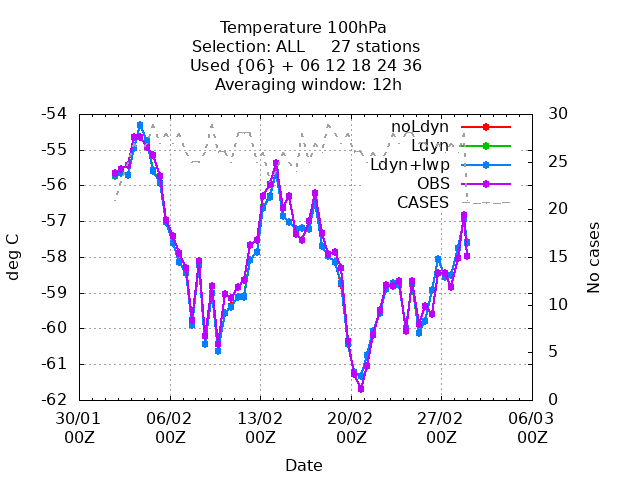 Temperature 100hPa
Selection: ALL 27 stations
Used {06} + 06 12 18 24 36
Averaging window: 12h
noLdyn
Ldyn
Ldyn+lwp
OBS
CASES
-54
-55
-56
-57
-58
-59
-60
-61
-62
deg C
30
25
20
15
10
5
0
No cases
30/01 06/02 13/02 20/02 27/02 06/03
00Z 00Z 00Z 00Z 00Z 00Z
Date